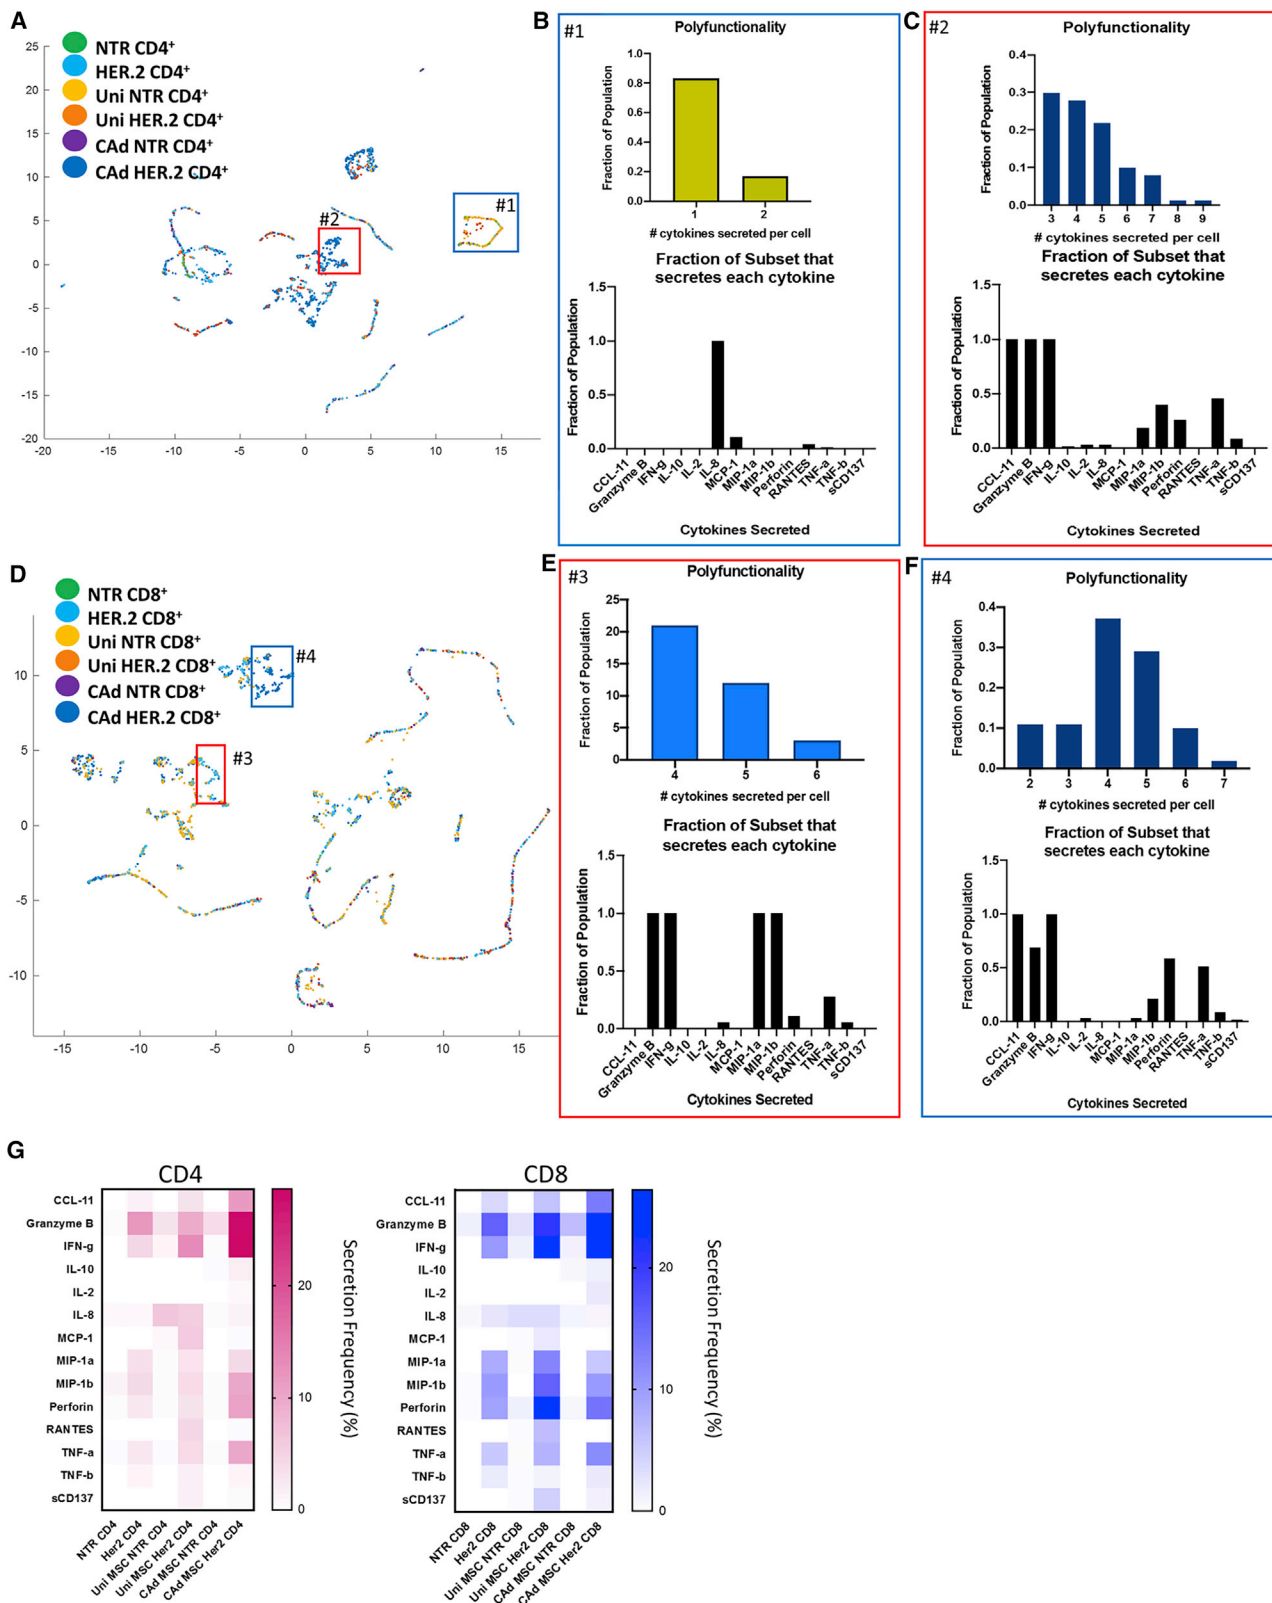 A
NTR CD4+
HER.2 CD4+
Uni NTR CD4+
Uni HER.2 CD4+
CAd NTR CD4+
CAd HER.2 CD4+
25
20
15
10
5
0
-5
-10
-15
-20
-20
-15
-10
-5
0
5
10
15
#1
#2
B
#1
Polyfunctionality
Fraction of Population
1.0
0.8
0.6
0.4
0.2
0.0
1
2
# cytokines secreted per cell
Fraction of Subset that
secretes each cytokine
Fraction of Population
1.5
1.0
0.5
0.0
CCL-11
Granzyme B
IFN-g
IL-10
IL-2
IL-8
MCP-1
MIP-1a
MIP-1b
Perforin
RANTES
TNF-a
TNF-b
sCD137
Cytokines Secreted
C
#2
Polyfunctionality
Fraction of Population
0.4
0.3
0.2
0.1
0.0
3
4
5
6
7
8
9
# cytokines secreted per cell
Fraction of Subset that
secretes each cytokine
Fraction of Population
1.5
1.0
0.5
0.0
CCL-11
Granzyme B
IFN-g
IL-10
IL-2
IL-8
MCP-1
MIP-1a
MIP-1b
Perforin
RANTES
TNF-a
TNF-b
sCD137
Cytokines Secreted
D
NTR CD8+
HER.2 CD8+
Uni NTR CD8+
Uni HER.2 CD8+
CAd NTR CD8+
CAd HER.2 CD8+
10
5
0
-5
-10
-15
-10
-5
0
5
10
15
#4
#3
E
#3
Polyfunctionality
Fraction of Population
25
20
15
10
5
0
4
5
6
# cytokines secreted per cell
Fraction of Subset that
secretes each cytokine
Fraction of Population
1.5
1.0
0.5
0.0
CCL-11
Granzyme B
IFN-g
IL-10
IL-2
IL-8
MCP-1
MIP-1a
MIP-1b
Perforin
RANTES
TNF-a
TNF-b
sCD137
Cytokines Secreted
F
#4
Polyfunctionality
Fraction of Population
0.4
0.3
0.2
0.1
0.0
2
3
4
5
6
7
# cytokines secreted per cell
Fraction of Subset that
secretes each cytokine
Fraction of Population
1.5
1.0
0.5
0.0
CCL-11
Granzyme B
IFN-g
IL-10
IL-2
IL-8
MCP-1
MIP-1a
MIP-1b
Perforin
RANTES
TNF-a
TNF-b
sCD137
Cytokines Secreted
G
CD4
CCL-11
Granzyme B
IFN-g
IL-10
IL-2
IL-8
MCP-1
MIP-1a
MIP-1b
Perforin
RANTES
TNF-a
TNF-b
sCD137
NTR CD4
Her2 CD4
Uni MSC NTR CD4
Uni MSC Her2 CD4
CAd MSC NTR CD4
CAd MSC Her2 CD4
20
10
0
Secretion Frequency (%)
CD8
CCL-11
Granzyme B
IFN-g
IL-10
IL-2
IL-8
MCP-1
MIP-1a
MIP-1b
Perforin
RANTES
TNF-a
TNF-b
sCD137
NTR CD8
Her2 CD8
Uni MSC NTR CD8
Uni MSC Her2 CD8
CAd MSC NTR CD8
CAd MSC Her2 CD8
20
10
0
Secretion Frequency (%)